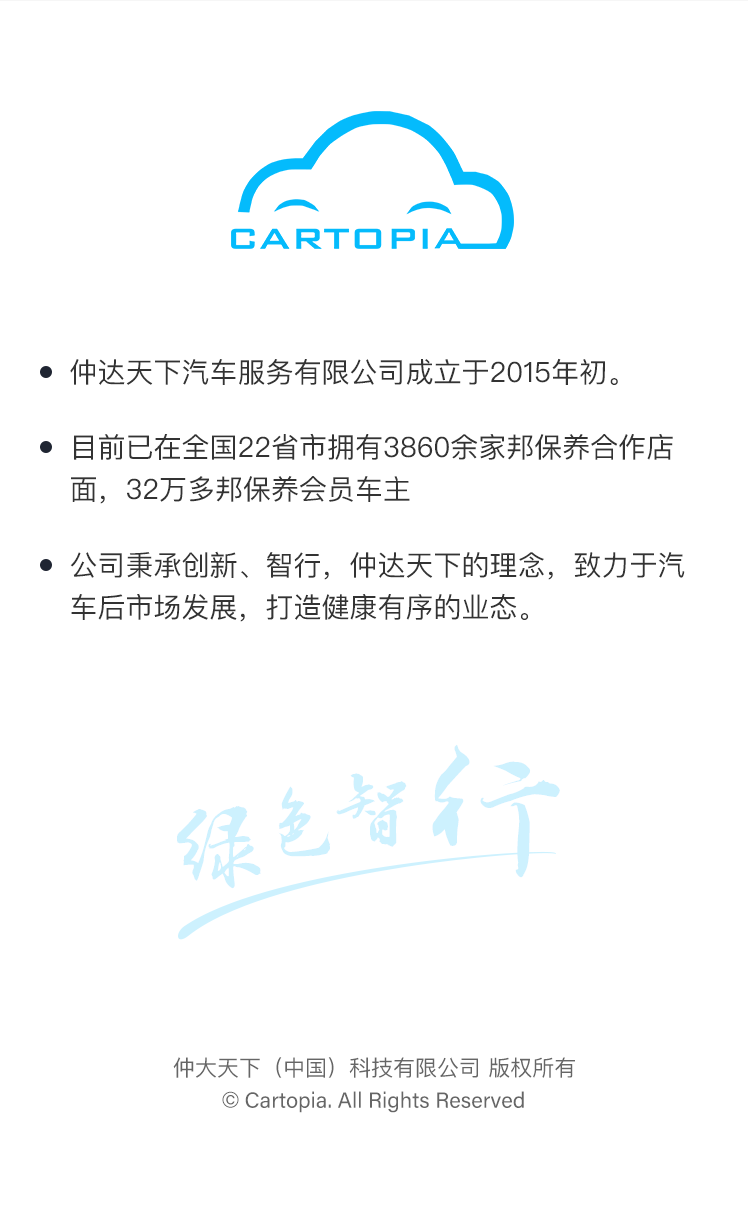 CARTOPIA
仲达天下汽车服务有限公司成立于2015年初。
目前已在全国22省市拥有3860余家邦保养合作店
面，32万多邦保养会员车主
公司秉承创新、智行，仲达天下的理念，致力于汽
车后市场发展，打造健康有序的业态。
绿色智行
仲大天下（中国）科技有限公司 版权所有
© Cartopia. All Rights Reserved